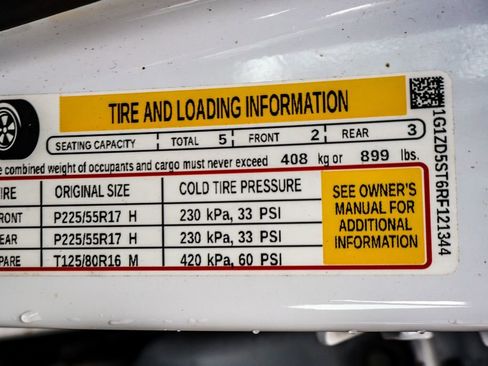 TIRE AND LOADING INFORMATION
SEATING CAPACITY TOTAL 5 FRONT 2 REAR 3
e combined weight of occupants and cargo must never exceed 408 kg or 899 lbs.
IRE ORIGINAL SIZE COLD TIRE PRESSURE
RONT P225/55R17 H 230 kPa, 33 PSI
EAR P225/55R17 H 230 kPa, 33 PSI
PARE T125/80R16 M 420 kPa, 60 PSI
SEE OWNER'S
MANUAL FOR
ADDITIONAL
INFORMATION
1G1ZD5ST6RF121344